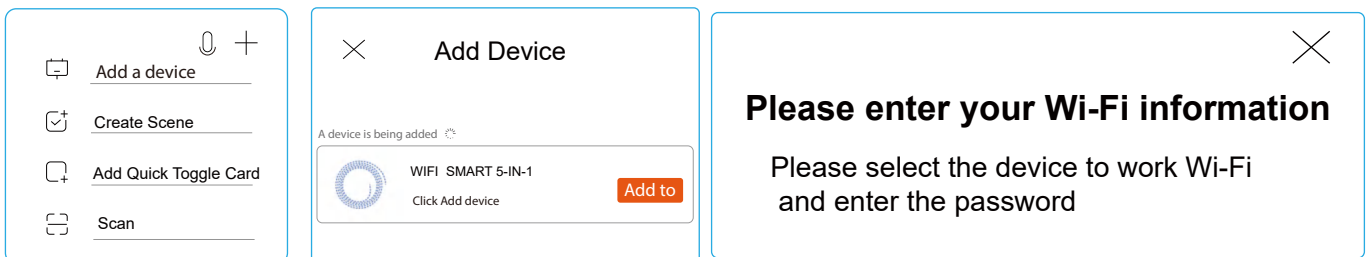 Add a device
Create Scene
Add Quick Toggle Card
Scan
Add Device
A device is being added
WIFI SMART 5-IN-1
Click Add device
Add to
Please enter your Wi-Fi information
Please select the device to work Wi-Fi
and enter the password